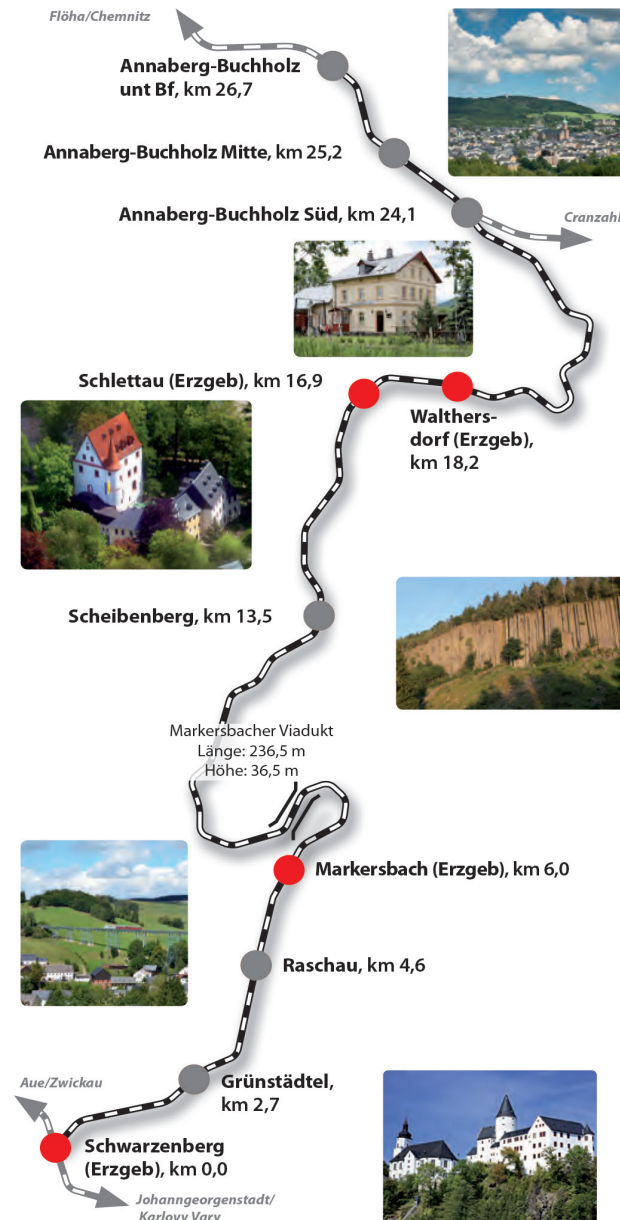 Flöha/Chemnitz
Annaberg-Buchholz
unt Bf, km 26,7
Annaberg-Buchholz Mitte, km 25,2
Annaberg-Buchholz Süd, km 24,1
Cranzahl
Schlettau (Erzgeb), km 16,9
Walthers-
dorf (Erzgeb),
km 18,2
Scheibenberg, km 13,5
Markersbacher Viadukt
Länge: 236,5 m
Höhe: 36,5 m
Markersbach (Erzgeb), km 6,0
Raschau, km 4,6
Grünstädtel,
km 2,7
Aue/Zwickau
Schwarzenberg
(Erzgeb), km 0,0
Johanngeorgenstadt/
Karlovy Vary